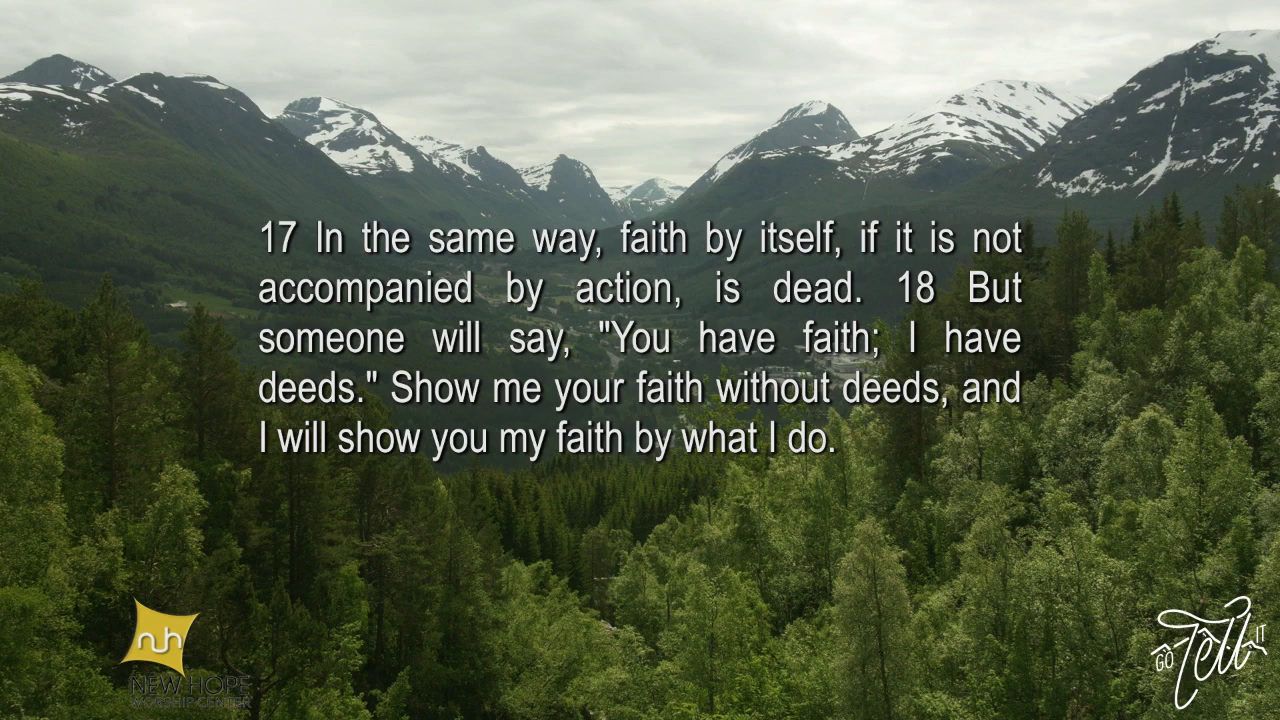 17 In the same way, faith by itself, if it is not
accompanied by action, is dead. 18 But
someone will say, "You have faith; I have
deeds." Show me your faith without deeds, and
I will show you my faith by what I do.
nuh
NEW HOPE
WORSHIP CENTER
GO Tell IT